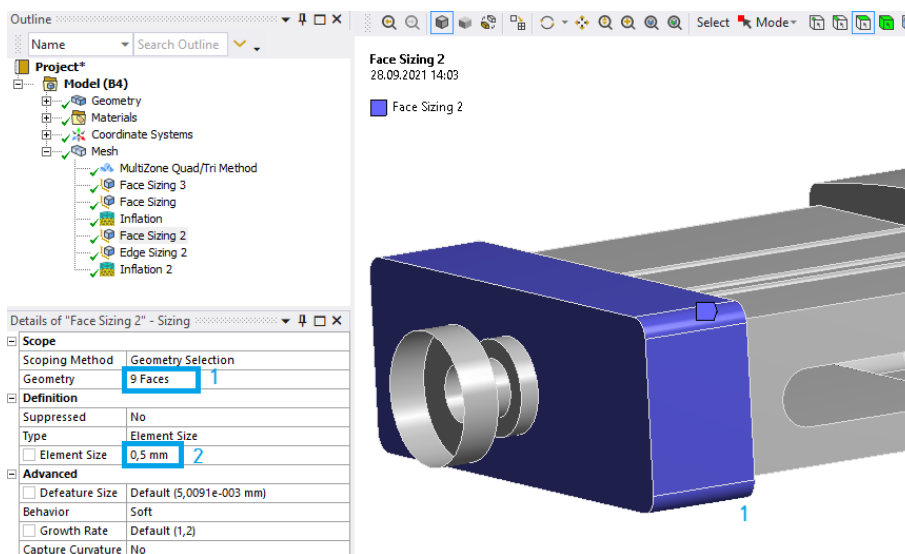 Outline
Name
Search Outline
Project*
Model (B4)
Geometry
Materials
Coordinate Systems
Mesh
MultiZone Quad/Tri Method
Face Sizing 3
Face Sizing
Inflation
Face Sizing 2
Edge Sizing 2
Inflation 2
Details of "Face Sizing 2" - Sizing
Scope
Scoping Method Geometry Selection
Geometry 9 Faces 1
Definition
Suppressed No
Type Element Size
Element Size 0,5 mm 2
Advanced
Defeature Size Default (5,0091e-003 mm)
Behavior Soft
Growth Rate Default (1,2)
Capture Curvature No
Select Mode
Face Sizing 2
28.09.2021 14:03
Face Sizing 2
1